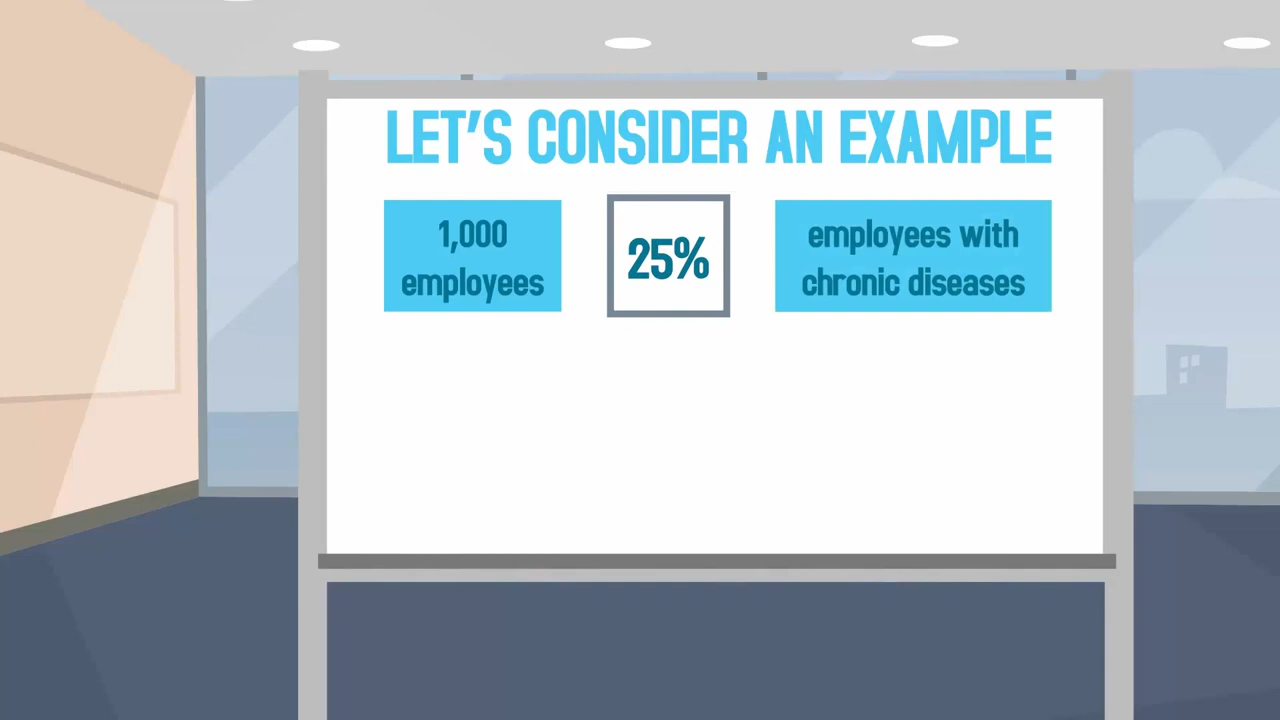 LET'S CONSIDER AN EXAMPLE
1,000
employees
25%
employees with
chronic diseases